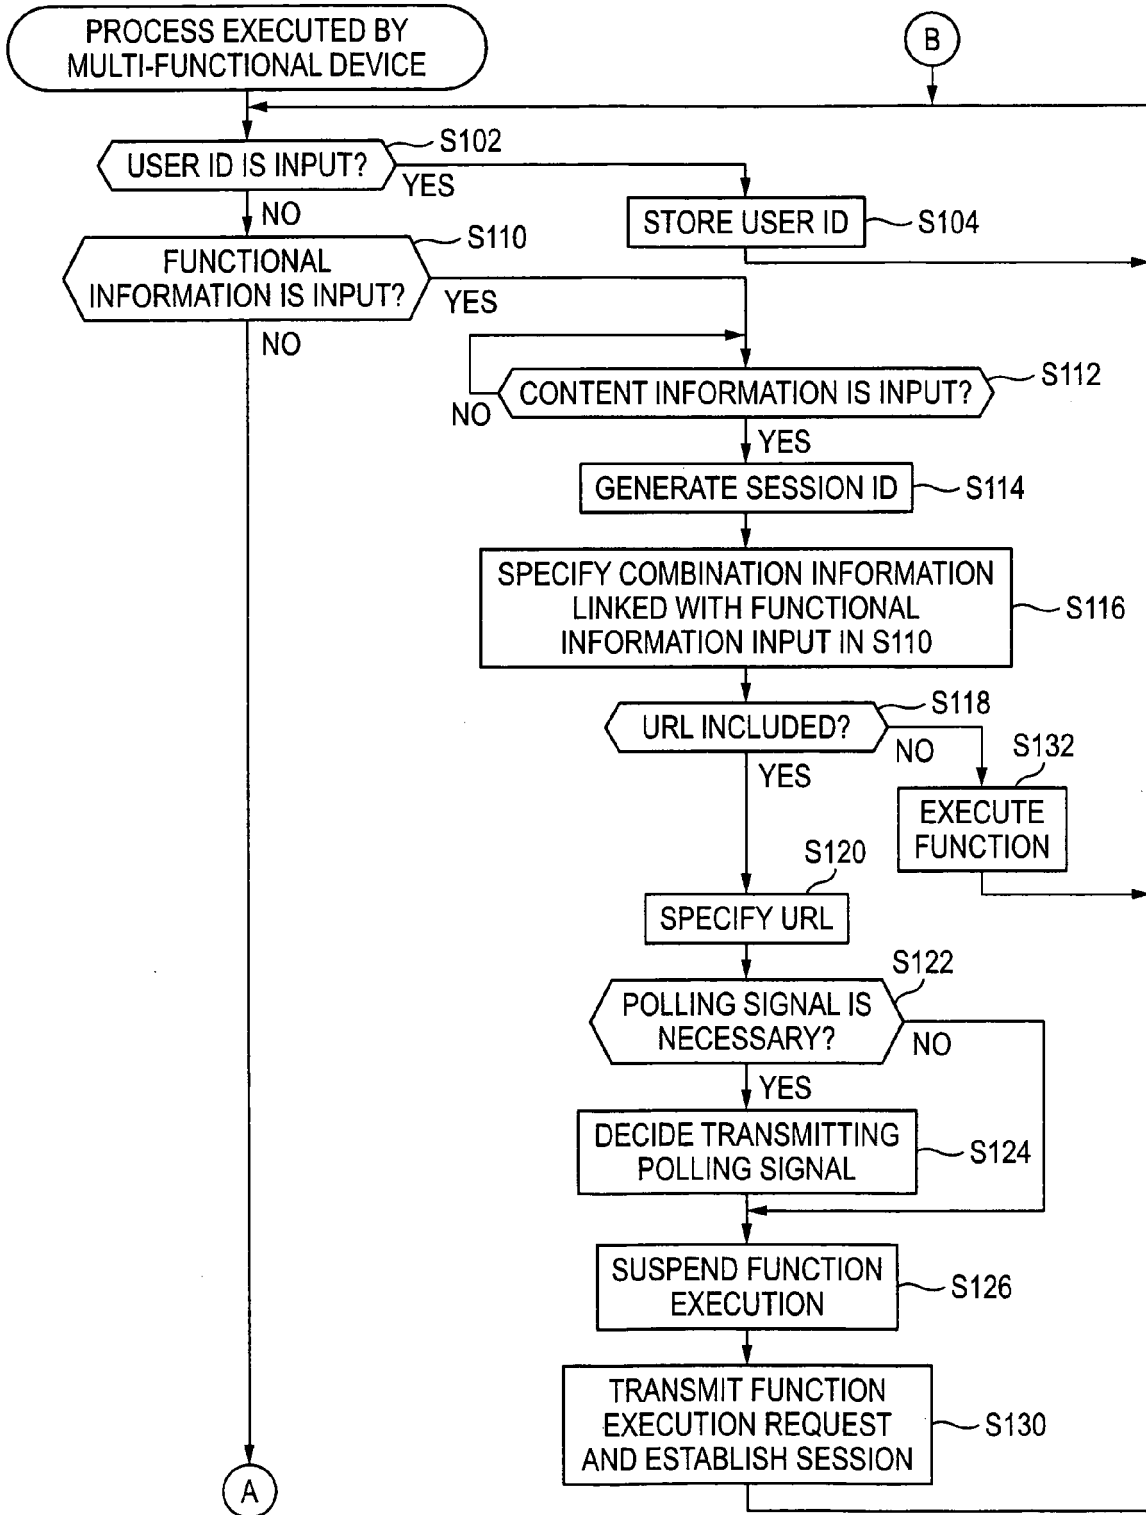 PROCESS EXECUTED BY
MULTI-FUNCTIONAL DEVICE
B
USER ID IS INPUT?
S102
YES
NO
STORE USER ID
S104
FUNCTIONAL
INFORMATION IS INPUT?
S110
YES
NO
CONTENT INFORMATION IS INPUT?
S112
NO
YES
GENERATE SESSION ID
S114
SPECIFY COMBINATION INFORMATION
LINKED WITH FUNCTIONAL
INFORMATION INPUT IN S110
S116
URL INCLUDED?
S118
NO
YES
S132
EXECUTE
FUNCTION
S120
SPECIFY URL
S122
POLLING SIGNAL IS
NECESSARY?
NO
YES
DECIDE TRANSMITTING
POLLING SIGNAL
S124
SUSPEND FUNCTION
EXECUTION
S126
TRANSMIT FUNCTION
EXECUTION REQUEST
AND ESTABLISH SESSION
S130
A